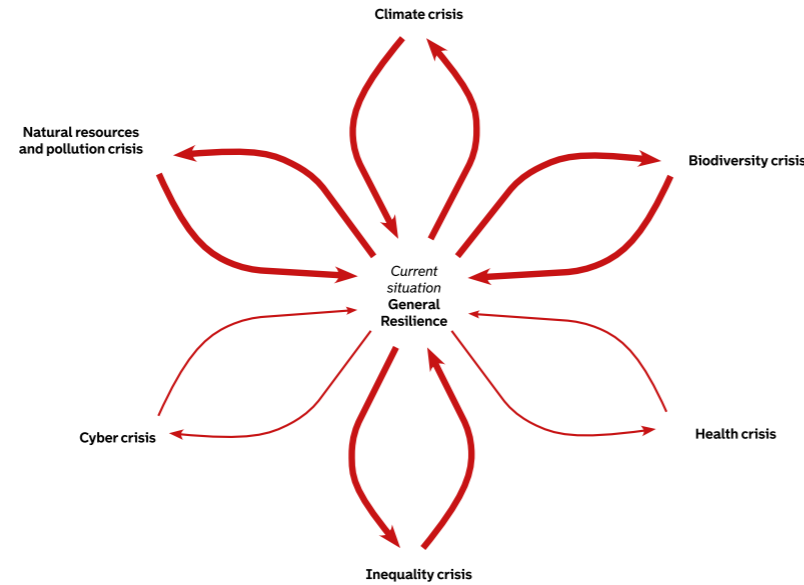 Climate crisis
Natural resources
and pollution crisis
Biodiversity crisis
Current
situation
General
Resilience
Cyber crisis
Health crisis
Inequality crisis